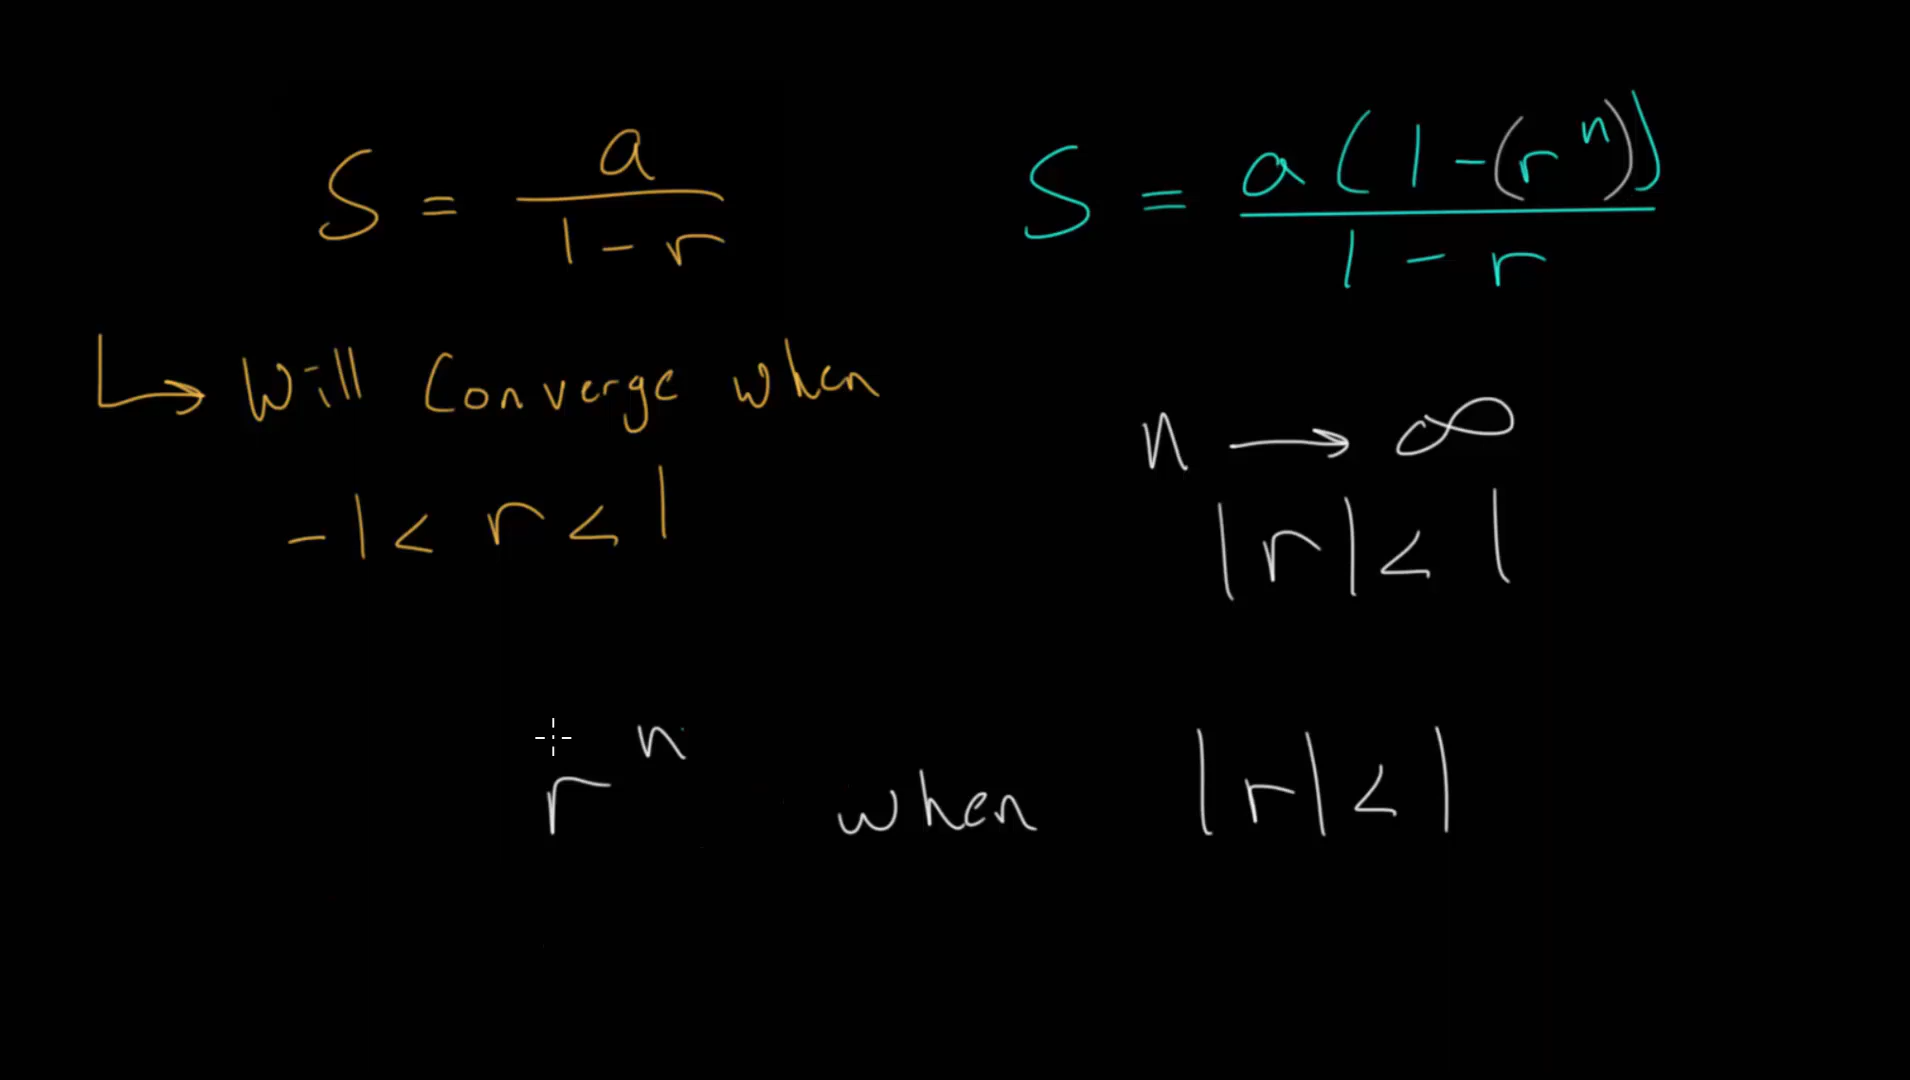 S = a / (1 - r)
S = a(1 - (r^n)) / (1 - r)
↳ Will Converge when
-1 < r < 1
n → ∞
|r| < 1
r^n when |r| < 1